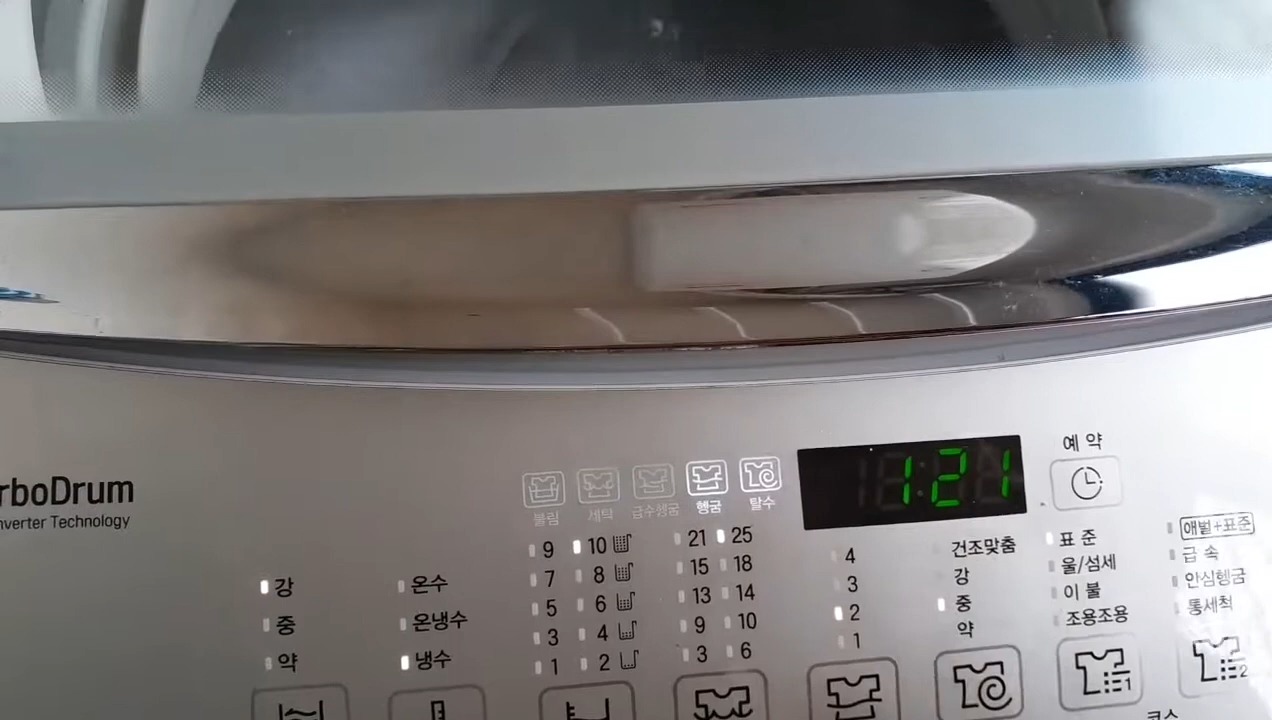 예약
121
rboDrum
nverter Technology
불림 세탁 급수헹굼 헹굼 탈수
강
중
약
온수
온냉수
냉수
9 10
7 8
5 6
3 4
1 2
21 25
15 18
13 14
9 10
3 6
4
3
2
1
건조맞춤
강
중
약
표준
울/섬세
이불
조용조용
애벌+표준
급속
안심헹굼
통세척
1
2
코스